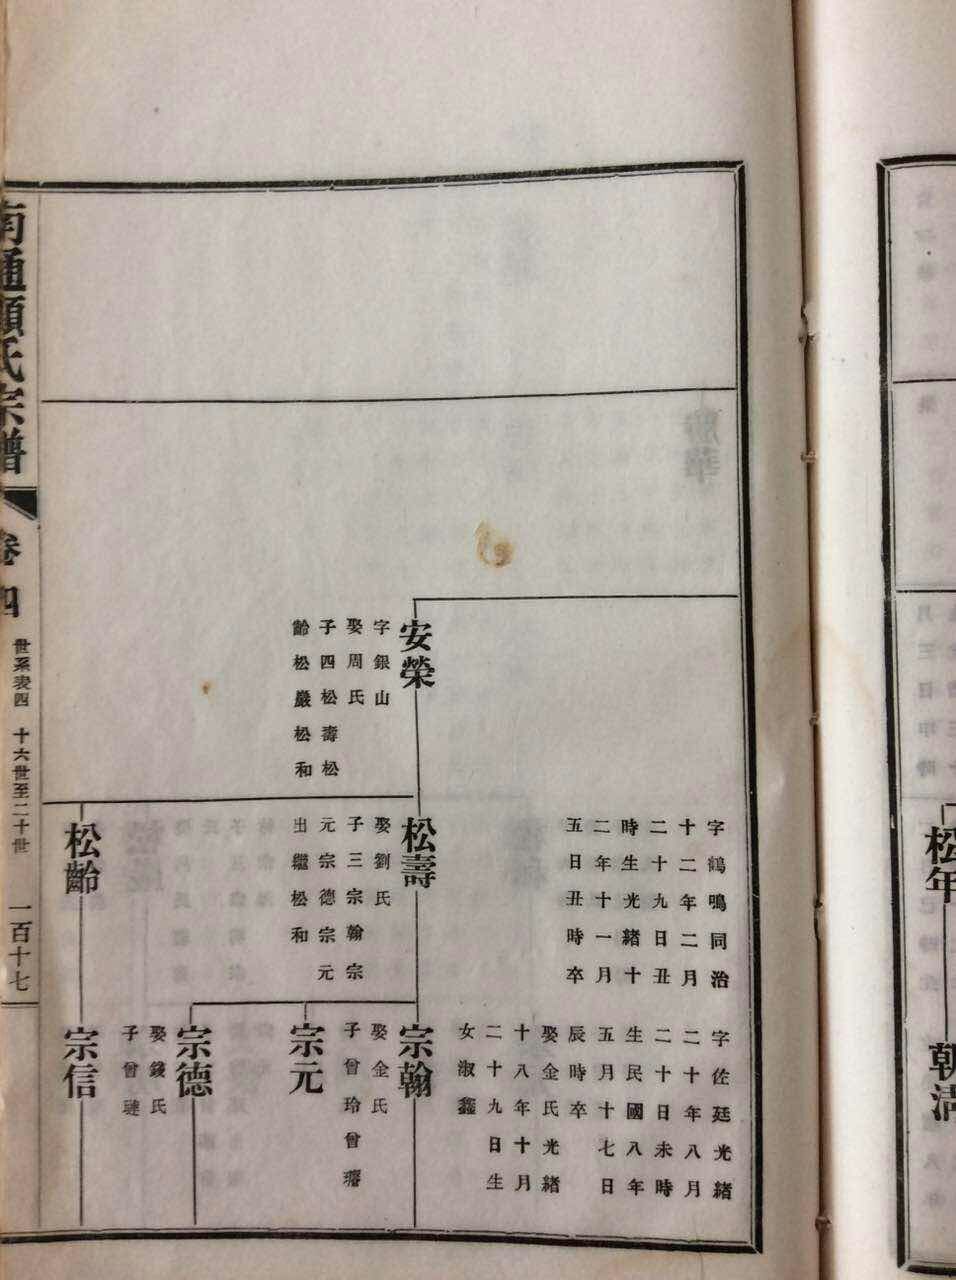 松年
朝清
字鶴鳴同治
十二年二月
二十九日丑
時生光緒十
二年十一月
五日丑時卒
字佐廷光緒
二十年八月
二十日未時
生民國八年
五月十七日
辰時卒
娶金氏光緒
十八年十月
二十九日生
女淑鑫
安榮
字銀山
娶周氏
子四松壽松
齡松巖松和
松壽
娶劉氏
子三宗翰宗
元宗德宗元
出繼松和
宗翰
娶金氏
子曾玲曾
宗元
宗德
娶錢氏
子曾璉
松齡
宗信
南通顧氏宗譜
卷四
世系表四 十六世至二十世
一百十七